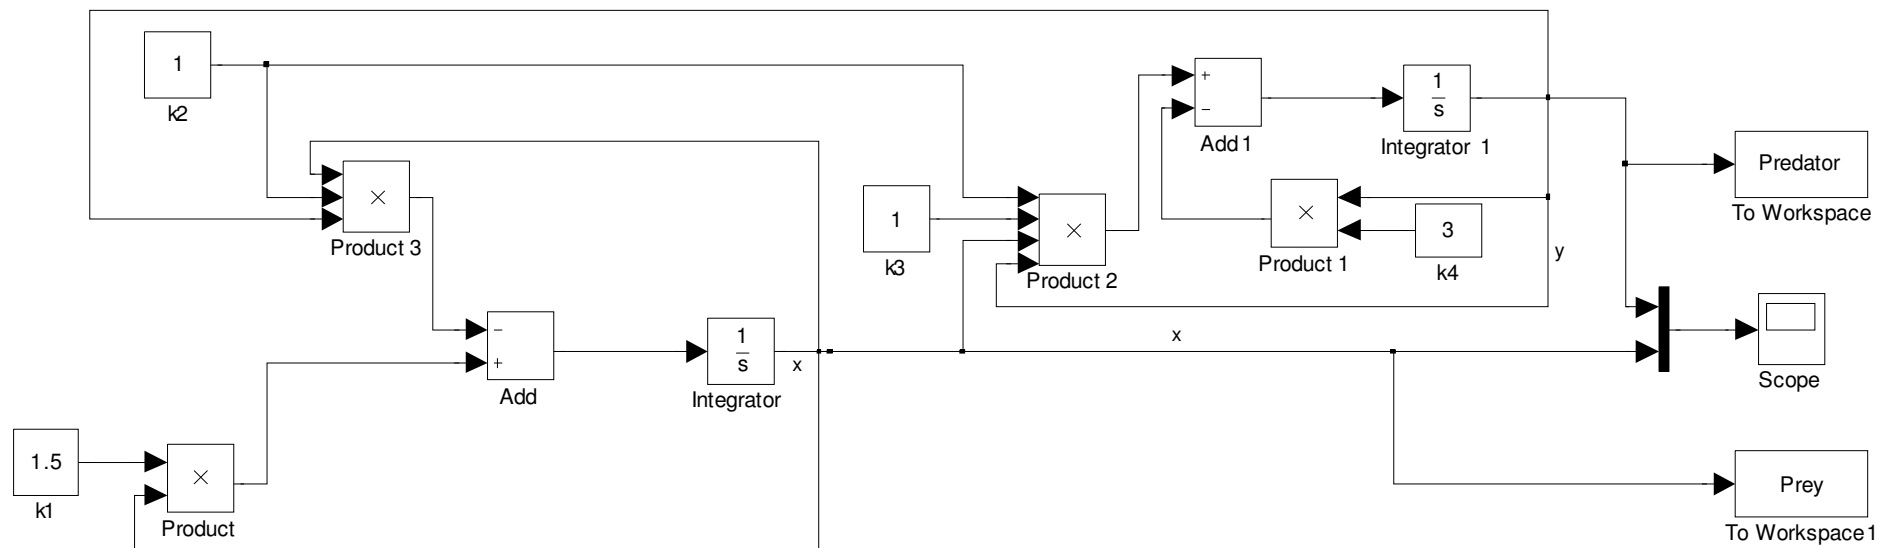 1
k2
+
−
Add 1
1
s
Integrator 1
Predator
To Workspace
×
Product 3
1
k3
×
Product 2
×
Product 1
3
k4
y
−
+
Add
1
s
Integrator
x
x
Scope
1.5
k1
×
Product
Prey
To Workspace 1